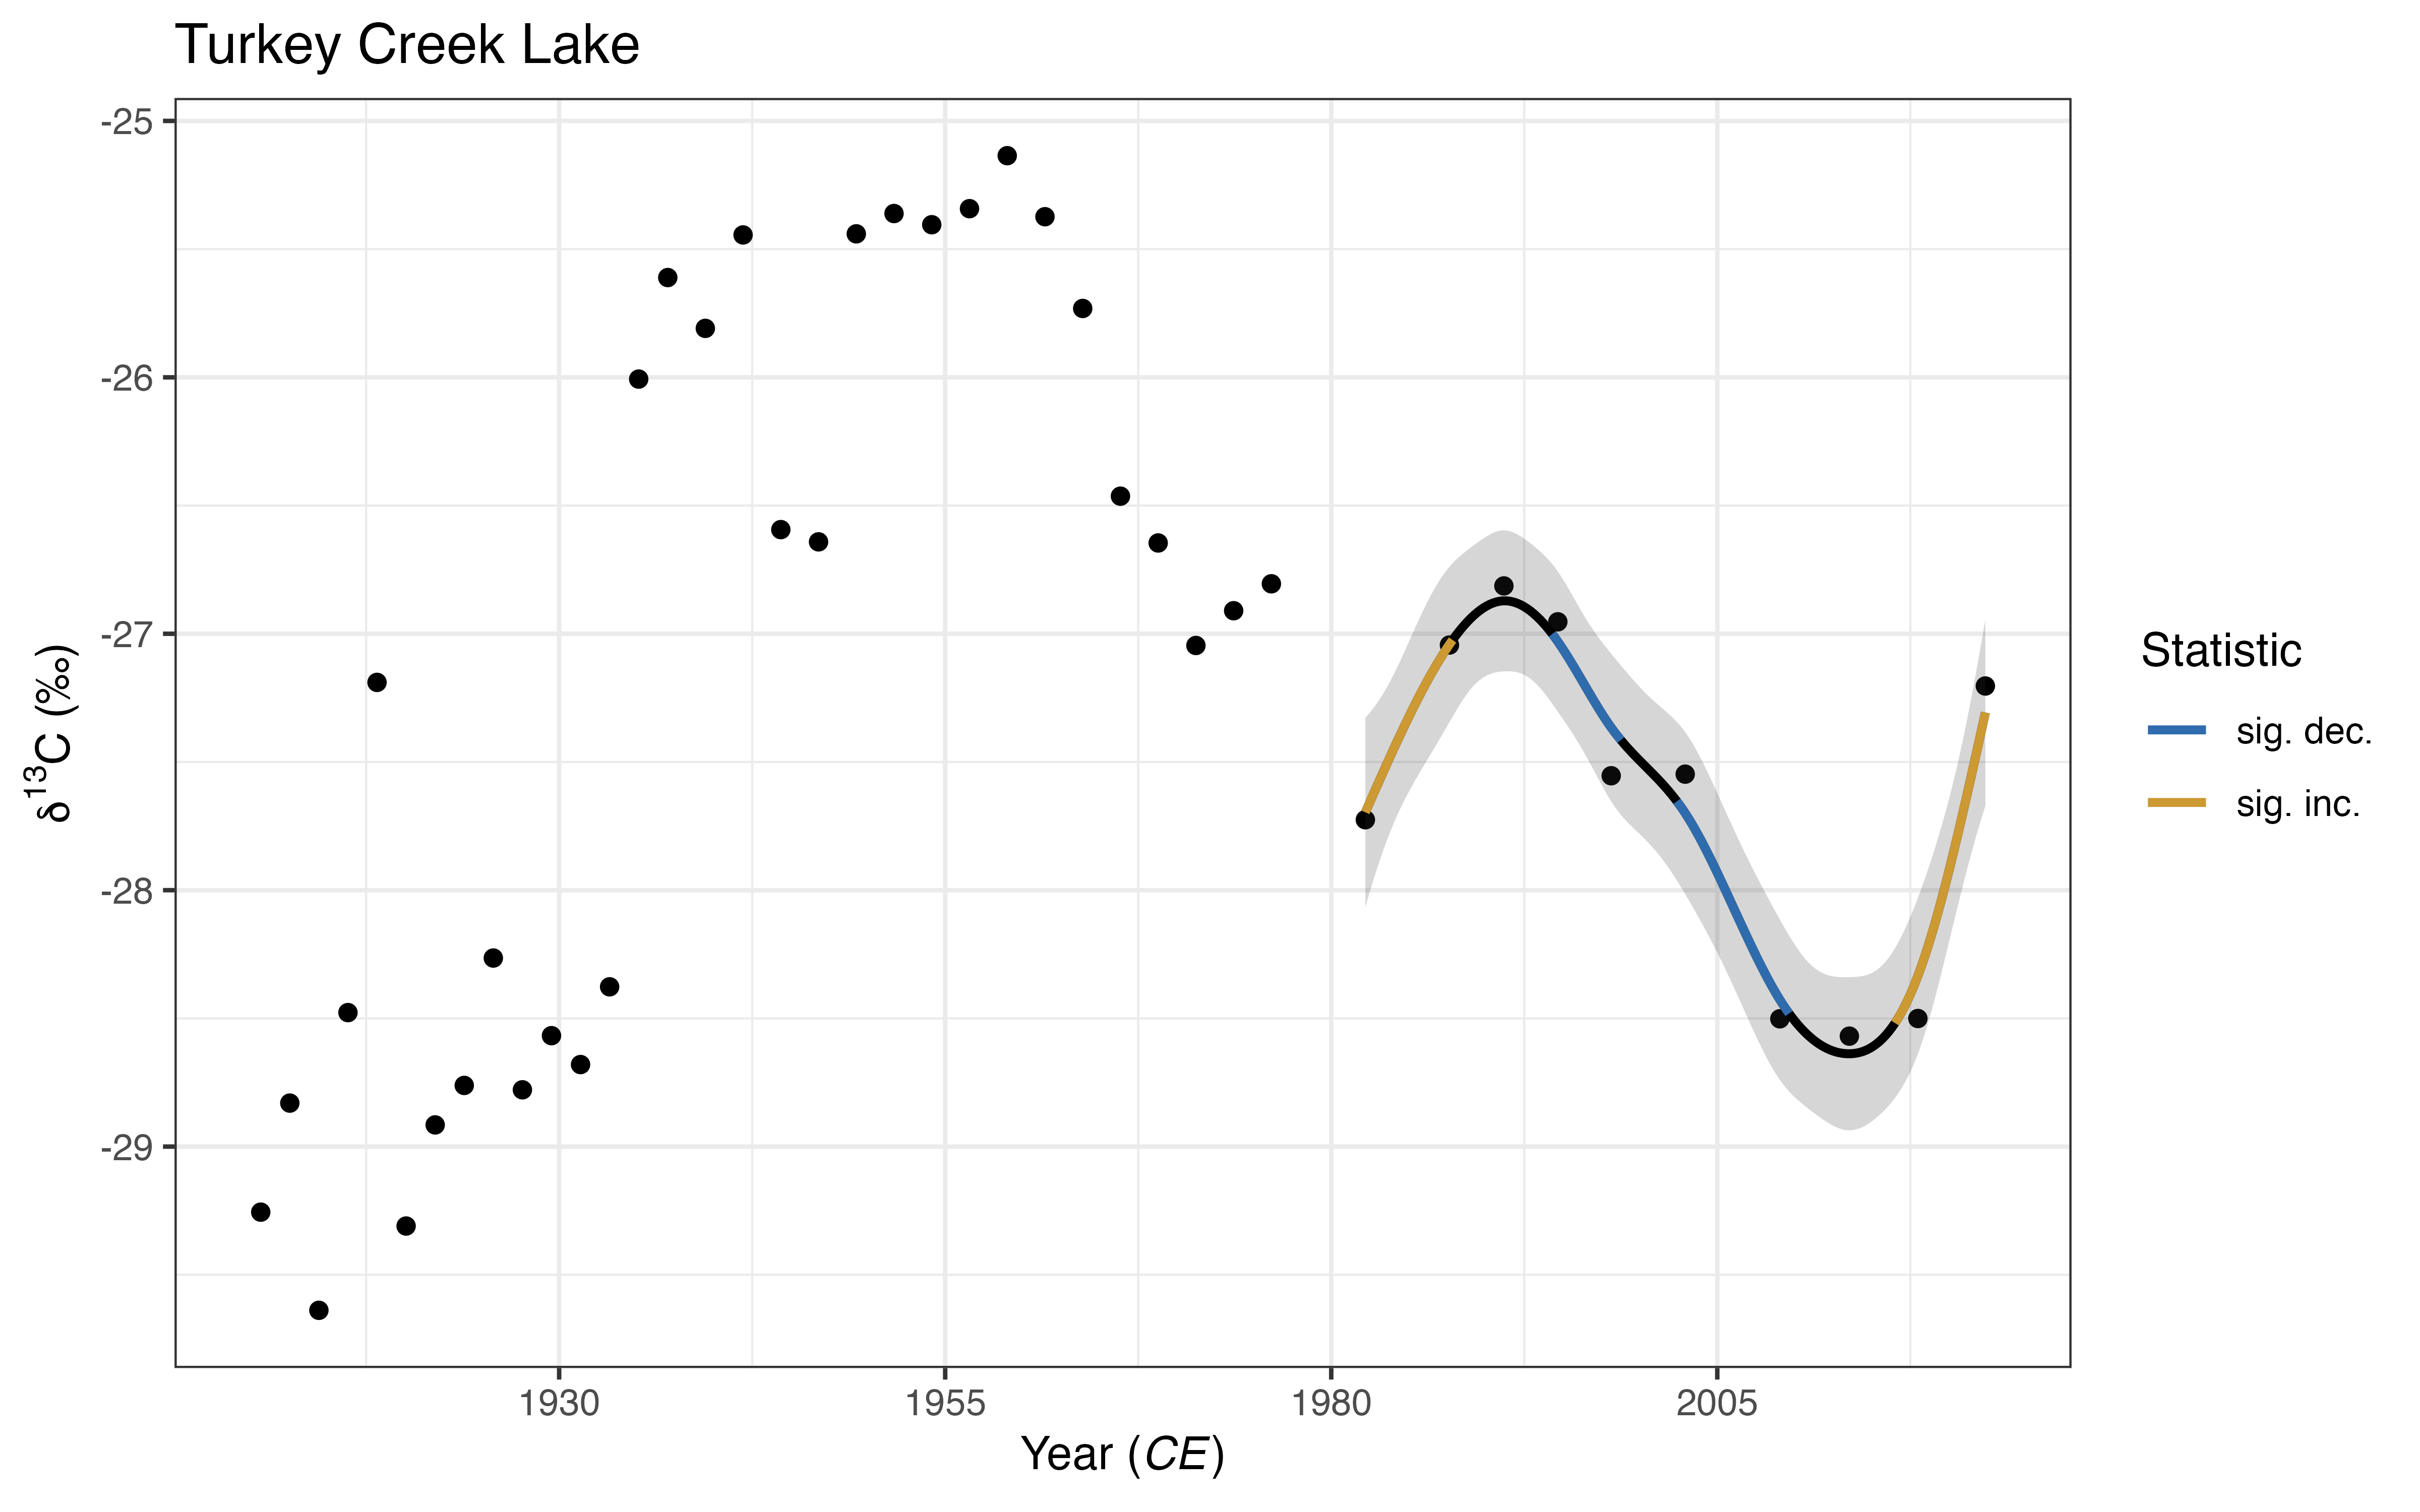 Turkey Creek Lake
-25
-26
-27
-28
-29
δ¹³C (‰)
1930 1955 1980 2005
Year (CE)
Statistic
sig. dec.
sig. inc.